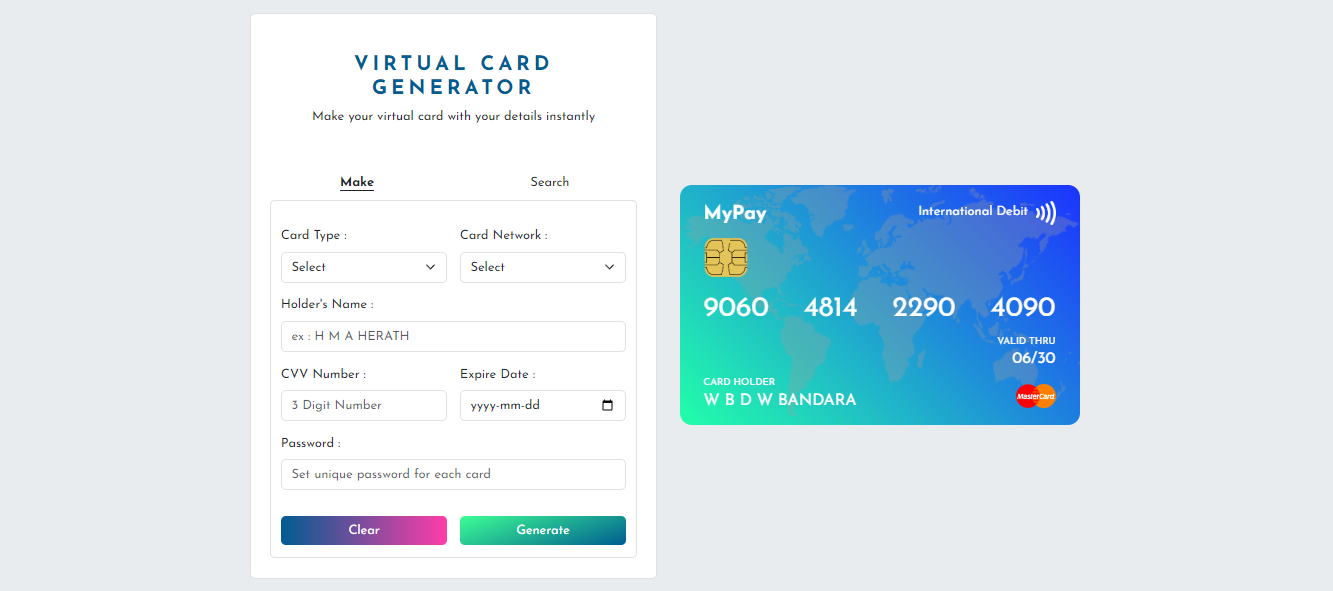 VIRTUAL CARD
GENERATOR
Make your virtual card with your details instantly
Make Search
Card Type : Card Network :
Select Select
Holder's Name :
ex : H M A HERATH
CVV Number : Expire Date :
3 Digit Number yyyy-mm-dd
Password :
Set unique password for each card
Clear Generate
MyPay International Debit
9060 4814 2290 4090
VALID THRU
06/30
CARD HOLDER
W B D W BANDARA
MasterCard